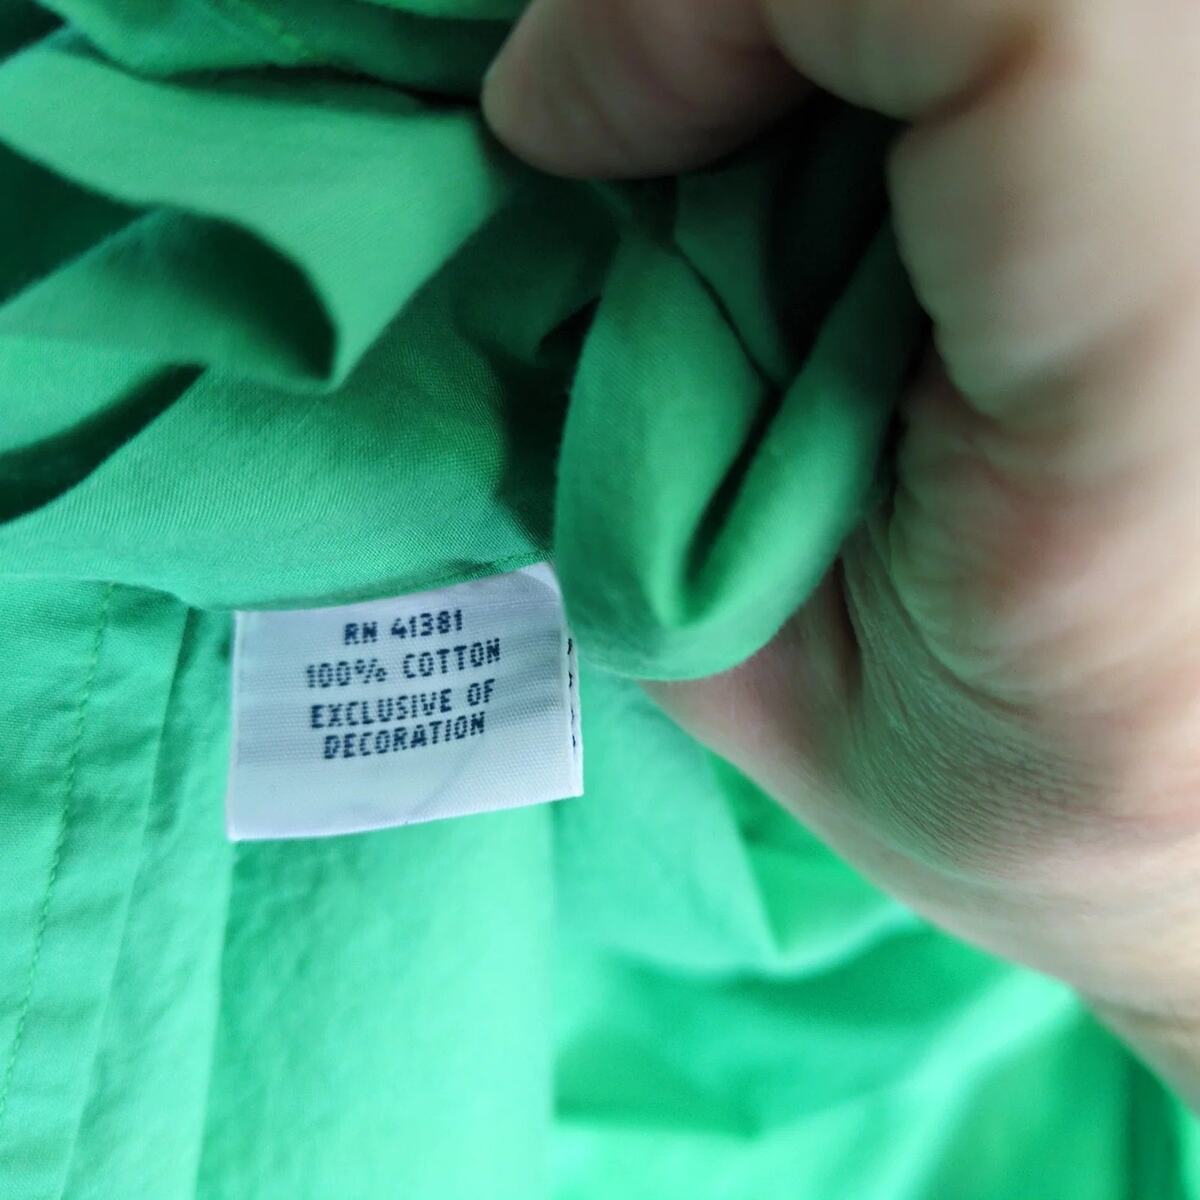 RN 41381
100% COTTON
EXCLUSIVE OF
DECORATION